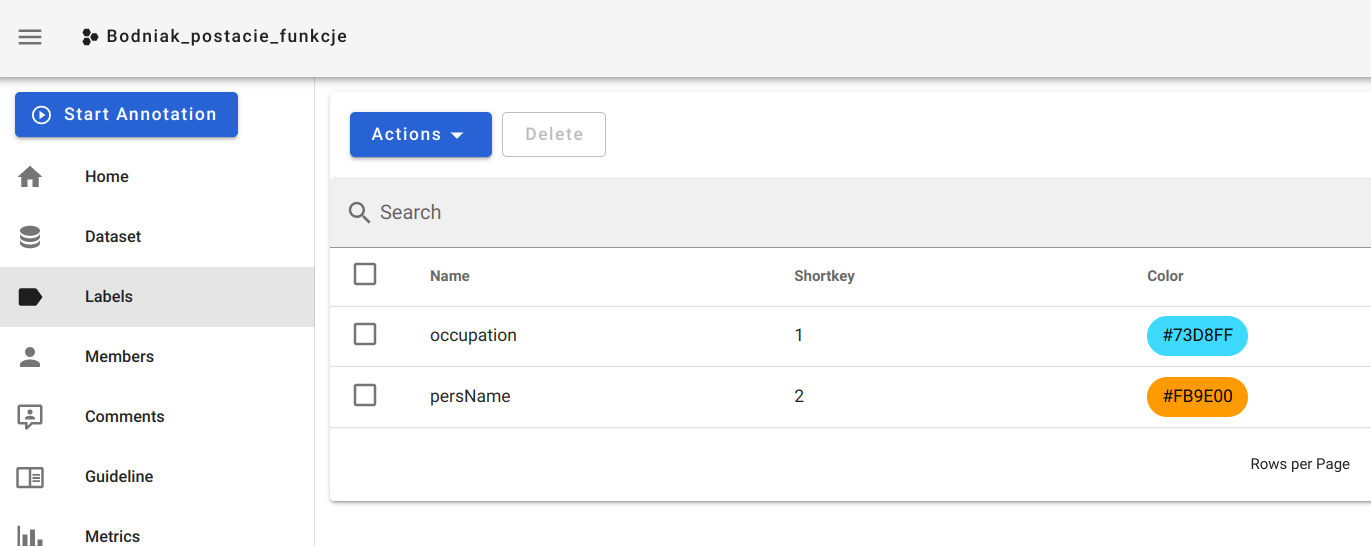 Bodniak_postacie_funkcje
Start Annotation
Home
Dataset
Labels
Members
Comments
Guideline
Metrics
Actions
Delete
Search
Name Shortkey Color
occupation 1 #73D8FF
persName 2 #FB9E00
Rows per Page